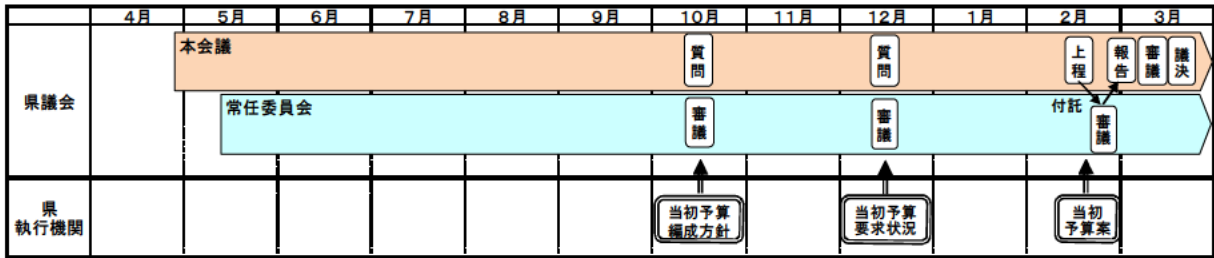 4月 5月 6月 7月 8月 9月 10月 11月 12月 1月 2月 3月
県議会
本会議
質問
質問
上程
報告
審議
議決
常任委員会
審議
審議
付託
審議
県
執行機関
当初予算
編成方針
当初予算
要求状況
当初
予算案